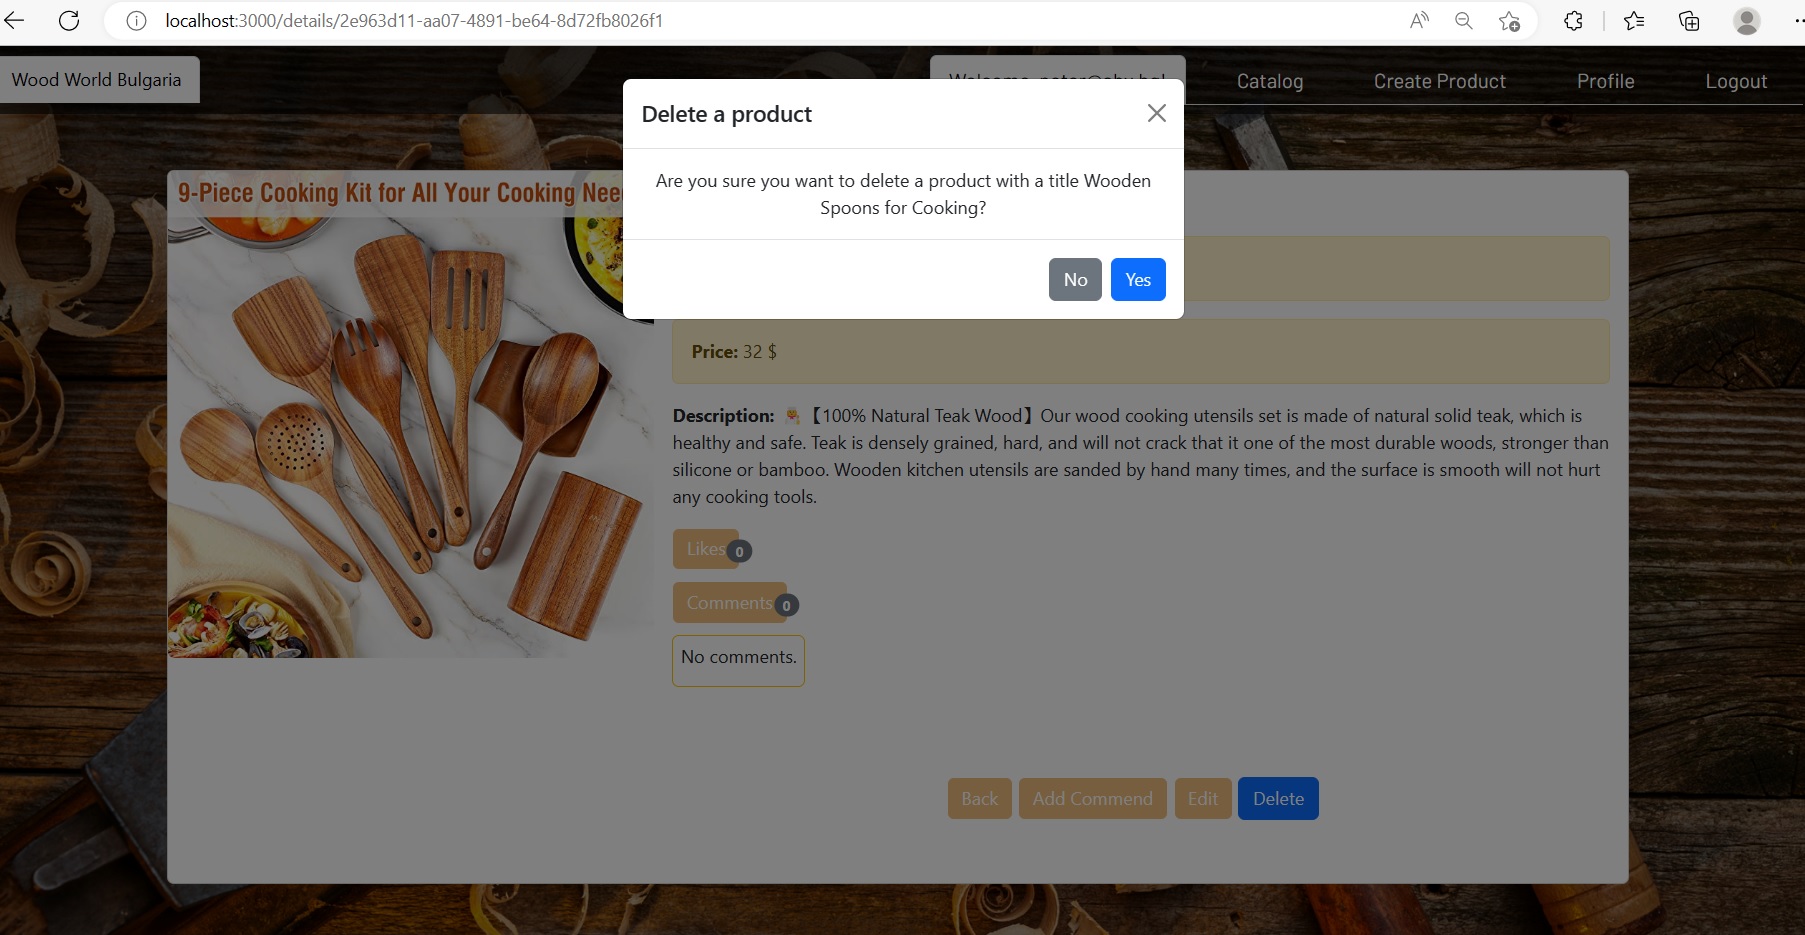 localhost:3000/details/2e963d11-aa07-4891-be64-8d72fb8026f1
Wood World Bulgaria
Catalog
Create Product
Profile
Logout
Delete a product
Are you sure you want to delete a product with a title Wooden
Spoons for Cooking?
No
Yes
9-Piece Cooking Kit for All Your Cooking
Price: 32 $
Description: 【100% Natural Teak Wood】Our wood cooking utensils set is made of natural solid teak, which is
healthy and safe. Teak is densely grained, hard, and will not crack that it one of the most durable woods, stronger than
silicone or bamboo. Wooden kitchen utensils are sanded by hand many times, and the surface is smooth will not hurt
any cooking tools.
Likes 0
Comments 0
No comments.
Back
Add Commend
Edit
Delete